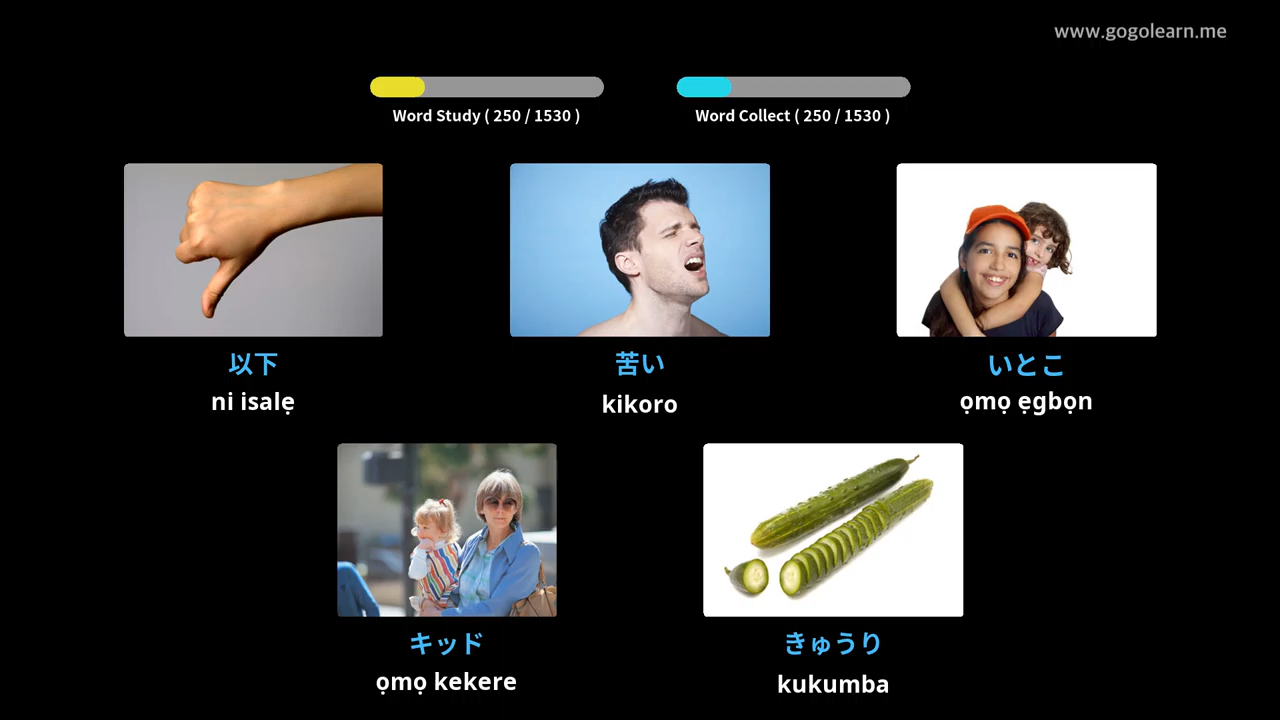 www.gogolearn.me
Word Study ( 250 / 1530 )
Word Collect ( 250 / 1530 )
以下
ni isalẹ
苦い
kikoro
いとこ
ọmọ ẹgbọn
キッド
ọmọ kekere
きゅうり
kukumba